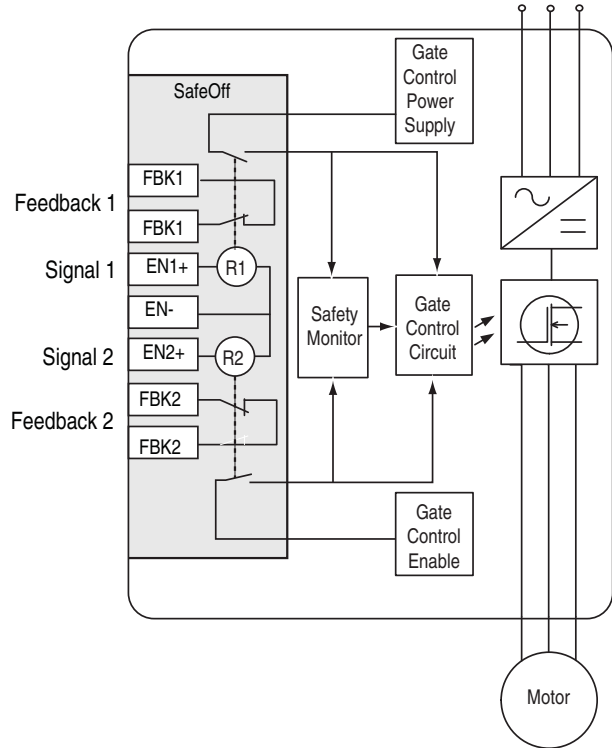 Gate
Control
Power
Supply
SafeOff
Feedback 1
FBK1
FBK1
Signal 1
EN1+
R1
EN-
Signal 2
EN2+
R2
Feedback 2
FBK2
FBK2
Safety
Monitor
Gate
Control
Circuit
Gate
Control
Enable
Motor